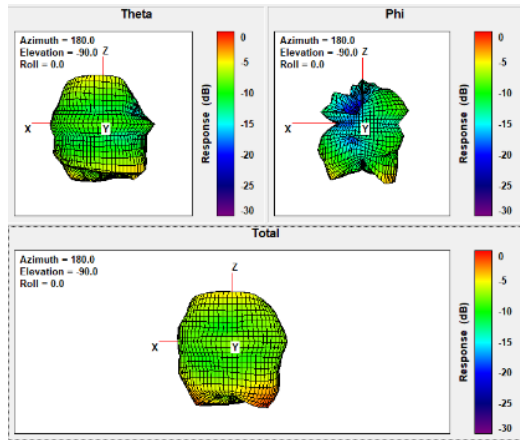 Theta
Azimuth = 180.0
Elevation = -90.0
Roll = 0.0
Z
X
Y
0
-5
-10
-15
-20
-25
-30
Response (dB)
Phi
Azimuth = 180.0
Elevation = -90.0
Roll = 0.0
Z
X
Y
0
-5
-10
-15
-20
-25
-30
Response (dB)
Total
Azimuth = 180.0
Elevation = -90.0
Roll = 0.0
Z
X
Y
0
-5
-10
-15
-20
-25
-30
Response (dB)